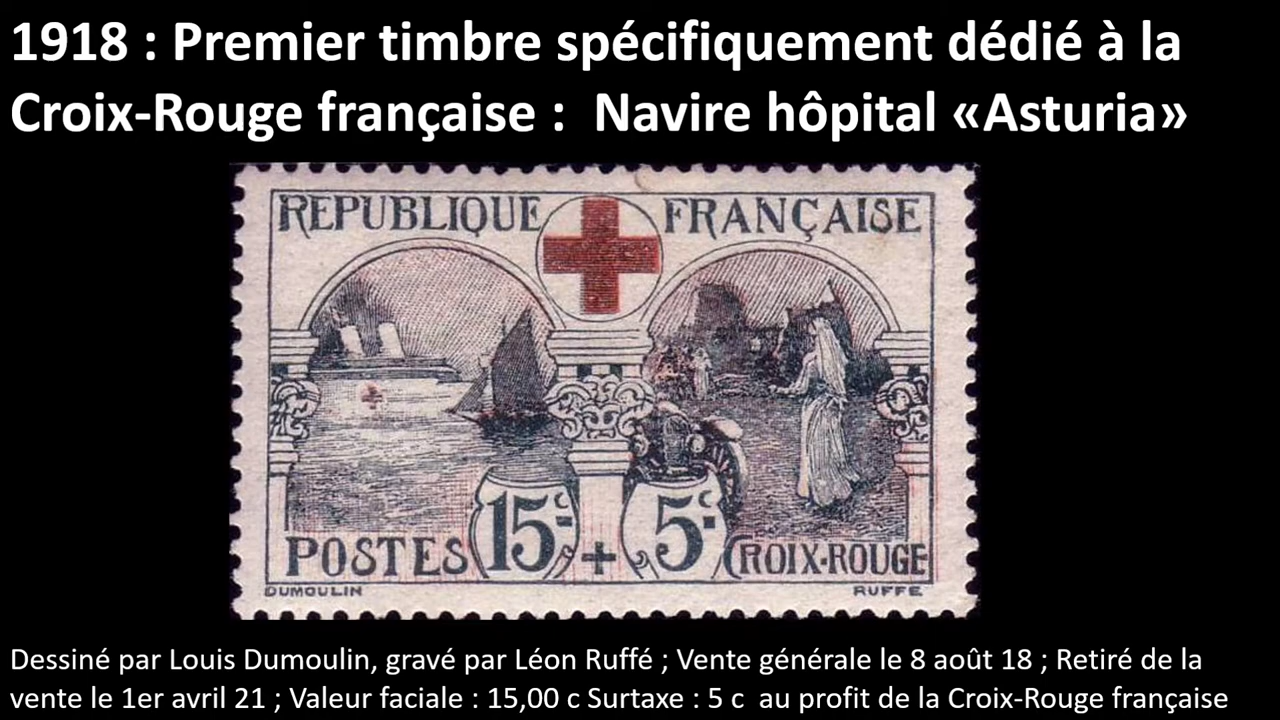 1918 : Premier timbre spécifiquement dédié à la
Croix-Rouge française :  Navire hôpital «Asturia»
REPUBLIQUE FRANÇAISE
15c + 5c
POSTES CROIX-ROUGE
DUMOULIN RUFFÉ
Dessiné par Louis Dumoulin, gravé par Léon Ruffé ; Vente générale le 8 août 18 ; Retiré de la
vente le 1er avril 21 ; Valeur faciale : 15,00 c Surtaxe : 5 c  au profit de la Croix-Rouge française